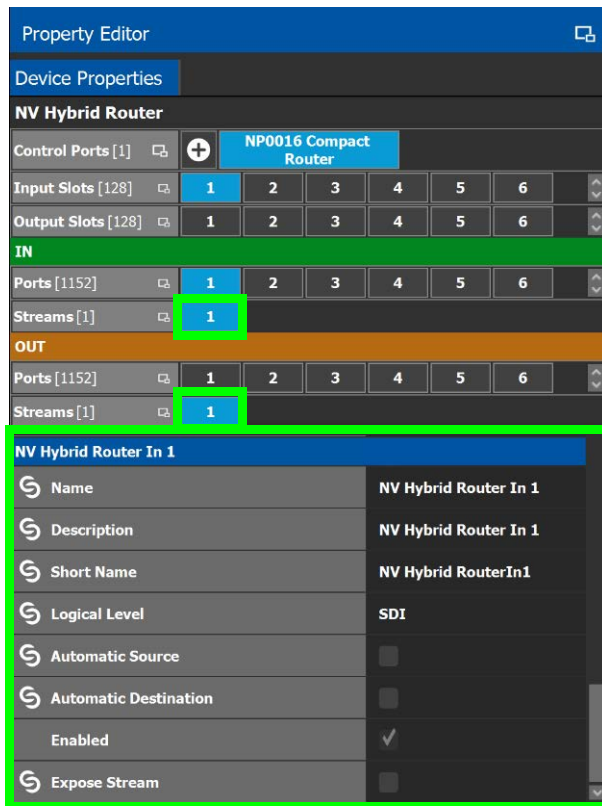 Property Editor
Device Properties
NV Hybrid Router
Control Ports [1] NP0016 Compact
Router
Input Slots [128] 1 2 3 4 5 6
Output Slots [128] 1 2 3 4 5 6
IN
Ports [1152] 1 2 3 4 5 6
Streams [1] 1
OUT
Ports [1152] 1 2 3 4 5 6
Streams [1] 1
NV Hybrid Router In 1
Name NV Hybrid Router In 1
Description NV Hybrid Router In 1
Short Name NV Hybrid RouterIn1
Logical Level SDI
Automatic Source
Automatic Destination
Enabled
Expose Stream